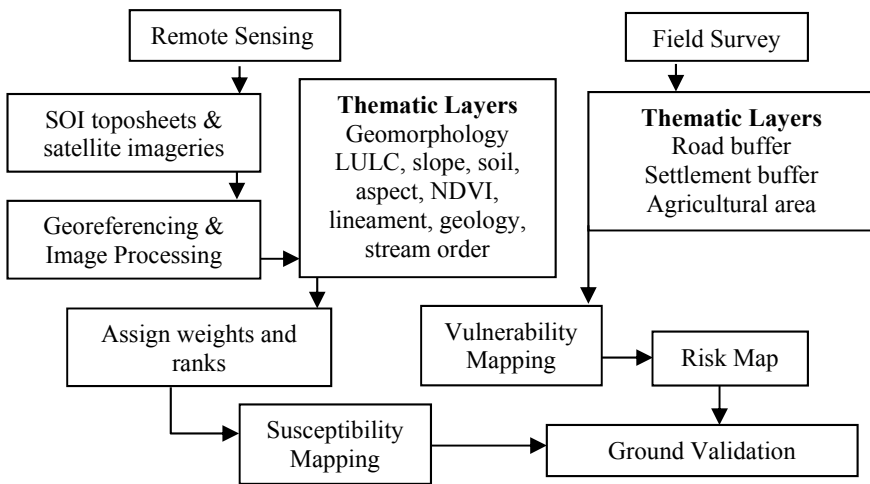 Remote Sensing
Field Survey
SOI toposheets &
satellite imageries
Thematic Layers
Geomorphology
LULC, slope, soil,
aspect, NDVI,
lineament, geology,
stream order
Thematic Layers
Road buffer
Settlement buffer
Agricultural area
Georeferencing &
Image Processing
Assign weights and
ranks
Vulnerability
Mapping
Risk Map
Susceptibility
Mapping
Ground Validation